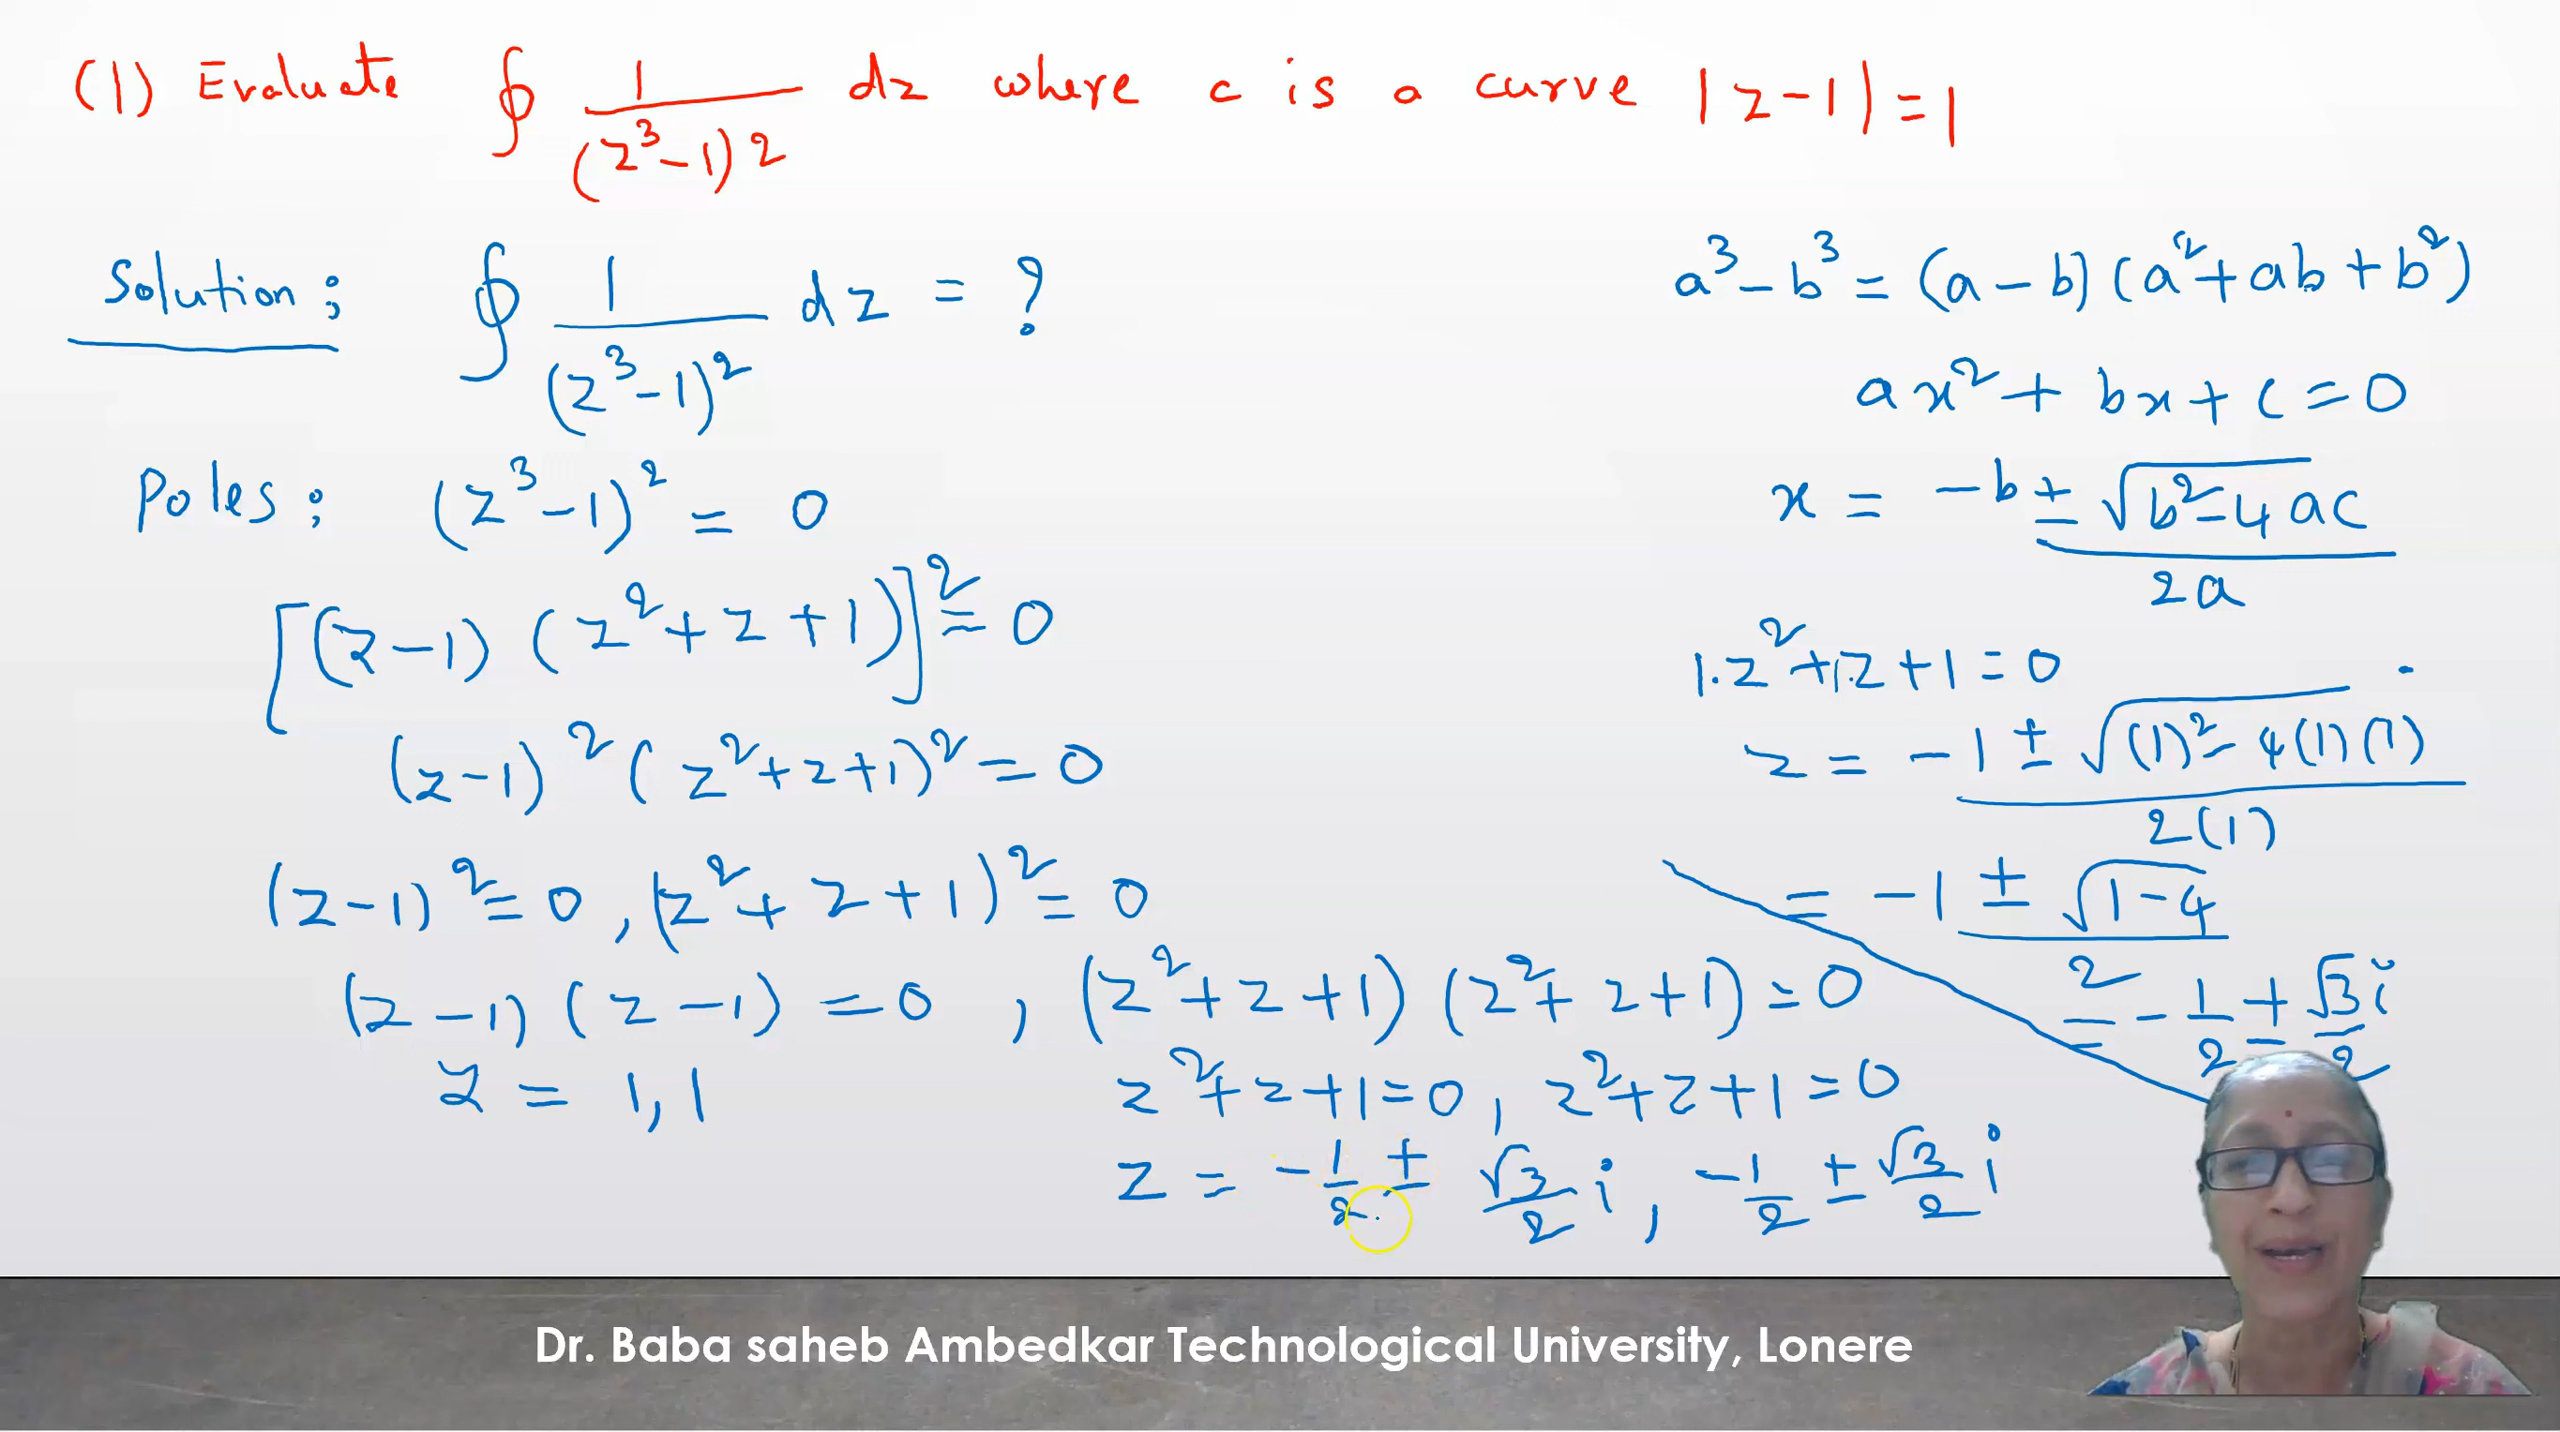 (1) Evaluate ∮ 1/(z³-1)2 dz where c is a curve |z-1|=1
Solution: ∮ 1/(z³-1)² dz = ?
Poles: (z³-1)² = 0
[(z-1) (z²+z+1)]² = 0
(z-1)² (z²+z+1)² = 0
(z-1)² = 0, (z²+z+1)² = 0
(z-1) (z-1) = 0, (z²+z+1) (z²+z+1) = 0
z = 1,1
z²+z+1=0, z²+z+1=0
z = -1/2 ± √3/2 i, -1/2 ± √3/2 i
a³-b³ = (a-b) (a²+ab+b²)
ax²+bx+c=0
x = -b ± √b²-4ac / 2a
1.z²+1.z+1=0
z = -1 ± √(1)²-4(1)(1) / 2(1)
= -1 ± √1-4 / 2
= -1/2 ± √3i/2
Dr. Baba saheb Ambedkar Technological University, Lonere